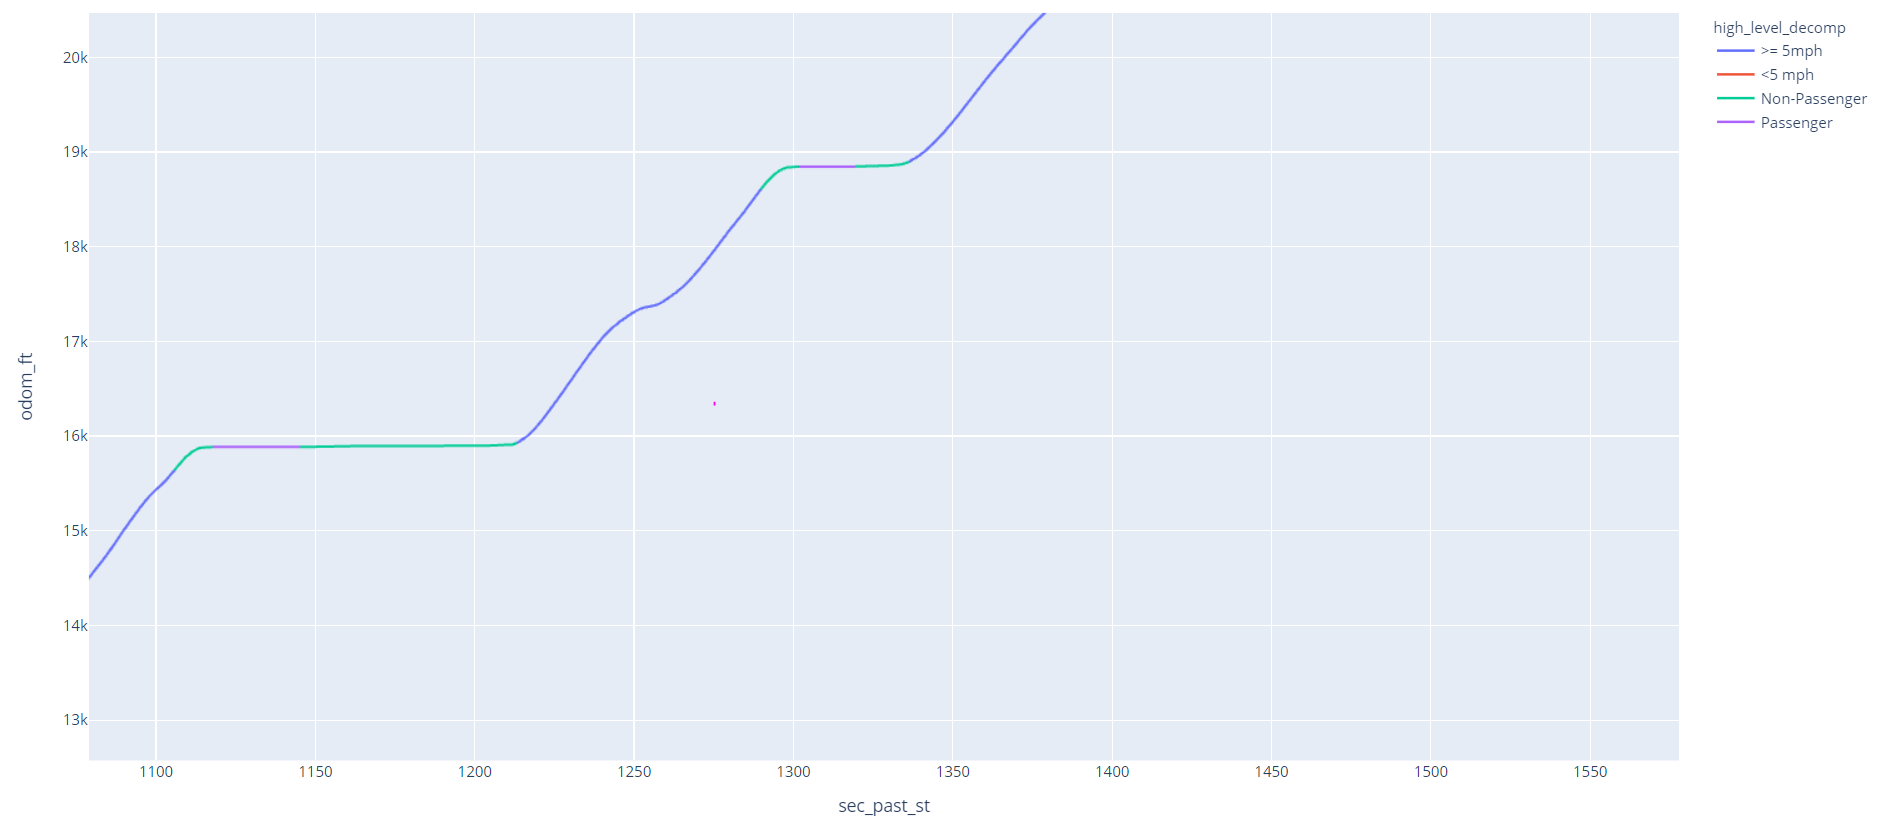 high_level_decomp
>= 5mph
<5 mph
Non-Passenger
Passenger
20k
19k
18k
17k
16k
15k
14k
13k
odom_ft
1100 1150 1200 1250 1300 1350 1400 1450 1500 1550
sec_past_st